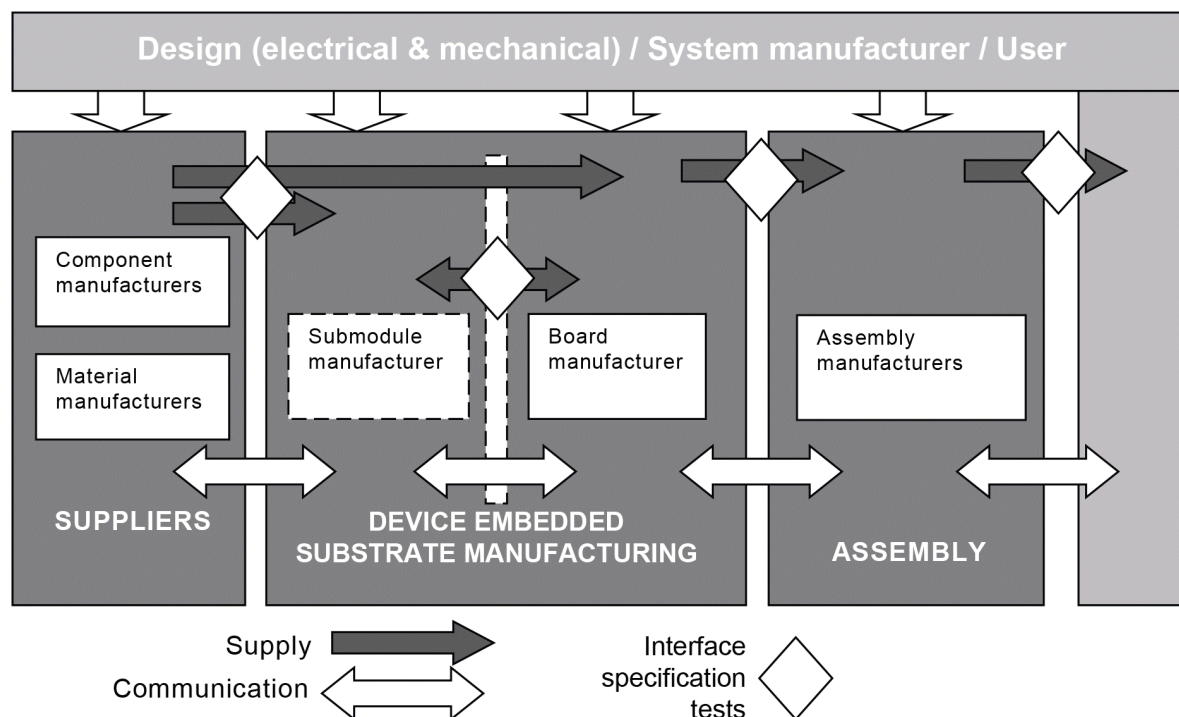 Design (electrical & mechanical) / System manufacturer / User
Component
manufacturers
Material
manufacturers
SUPPLIERS
Submodule
manufacturer
Board
manufacturer
DEVICE EMBEDDED
SUBSTRATE MANUFACTURING
Assembly
manufacturers
ASSEMBLY
Supply
Communication
Interface
specification
tests